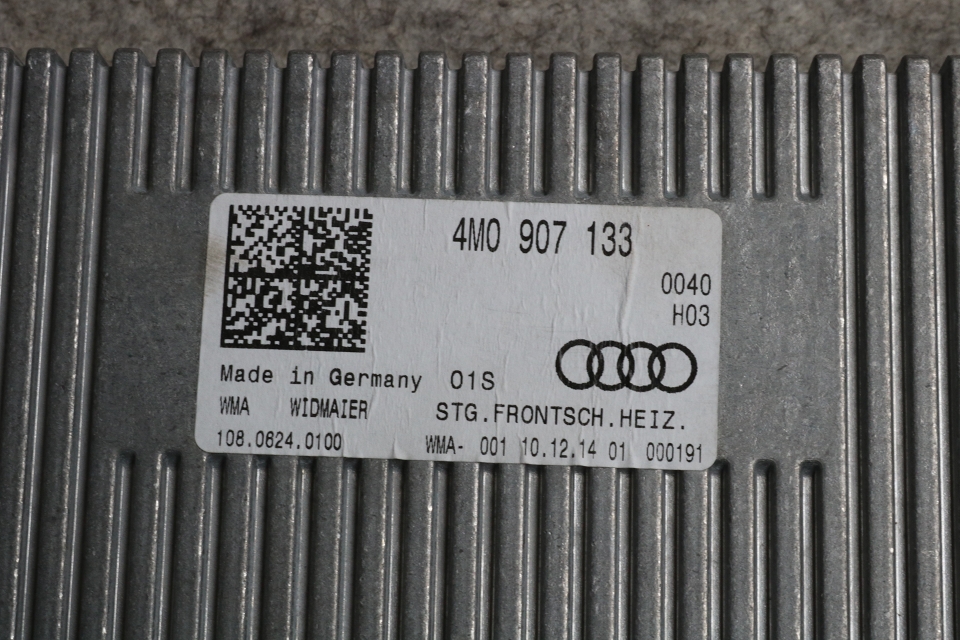 4M0 907 133
0040
H03
Made in Germany 01S
WMA WIDMAIER STG.FRONTSCH.HEIZ.
108.0624.0100 WMA- 001 10.12.14 01 000191